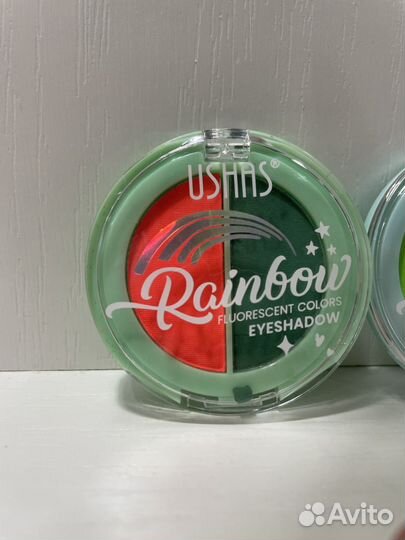 USHAS®
Rainbow
FLUORESCENT COLORS
EYESHADOW
Avito